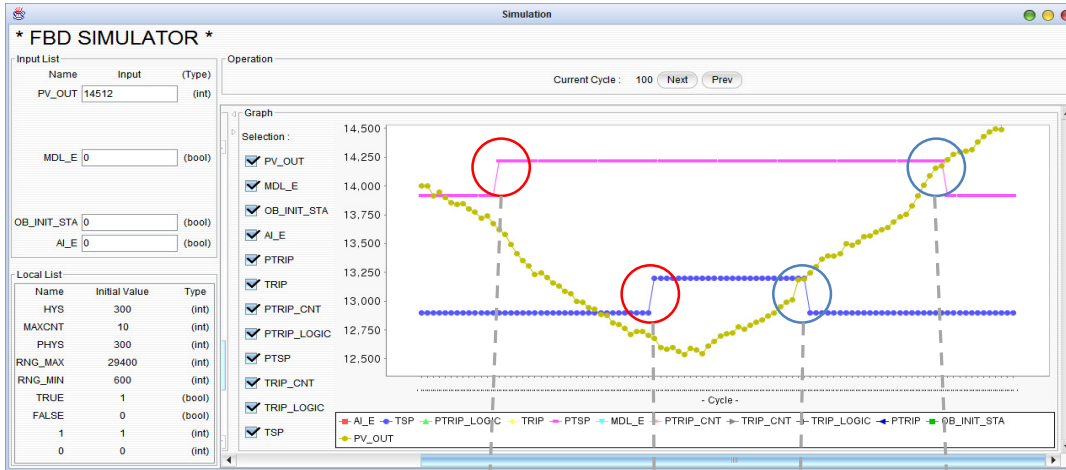 Simulation
* FBD SIMULATOR *
Input List
Name Input (Type)
PV_OUT 14512 (int)
MDL_E 0 (bool)
OB_INIT_STA 0 (bool)
AI_E 0 (bool)
Local List
Name Initial Value Type
HYS 300 (int)
MAXCNT 10 (int)
PHYS 300 (int)
RNG_MAX 29400 (int)
RNG_MIN 600 (int)
TRUE 1 (bool)
FALSE 0 (bool)
1 1 (int)
0 0 (int)
Operation
Current Cycle : 100 Next Prev
Graph
Selection :
PV_OUT
MDL_E
OB_INIT_STA
AI_E
PTRIP
TRIP
PTRIP_CNT
PTRIP_LOGIC
PTSP
TRIP_CNT
TRIP_LOGIC
TSP
14,500
14,250
14,000
13,750
13,500
13,250
13,000
12,750
12,500
- Cycle -
AI_E TSP PTRIP_LOGIC TRIP PTSP MDL_E PTRIP_CNT TRIP_CNT TRIP_LOGIC PTRIP OB_INIT_STA
PV_OUT